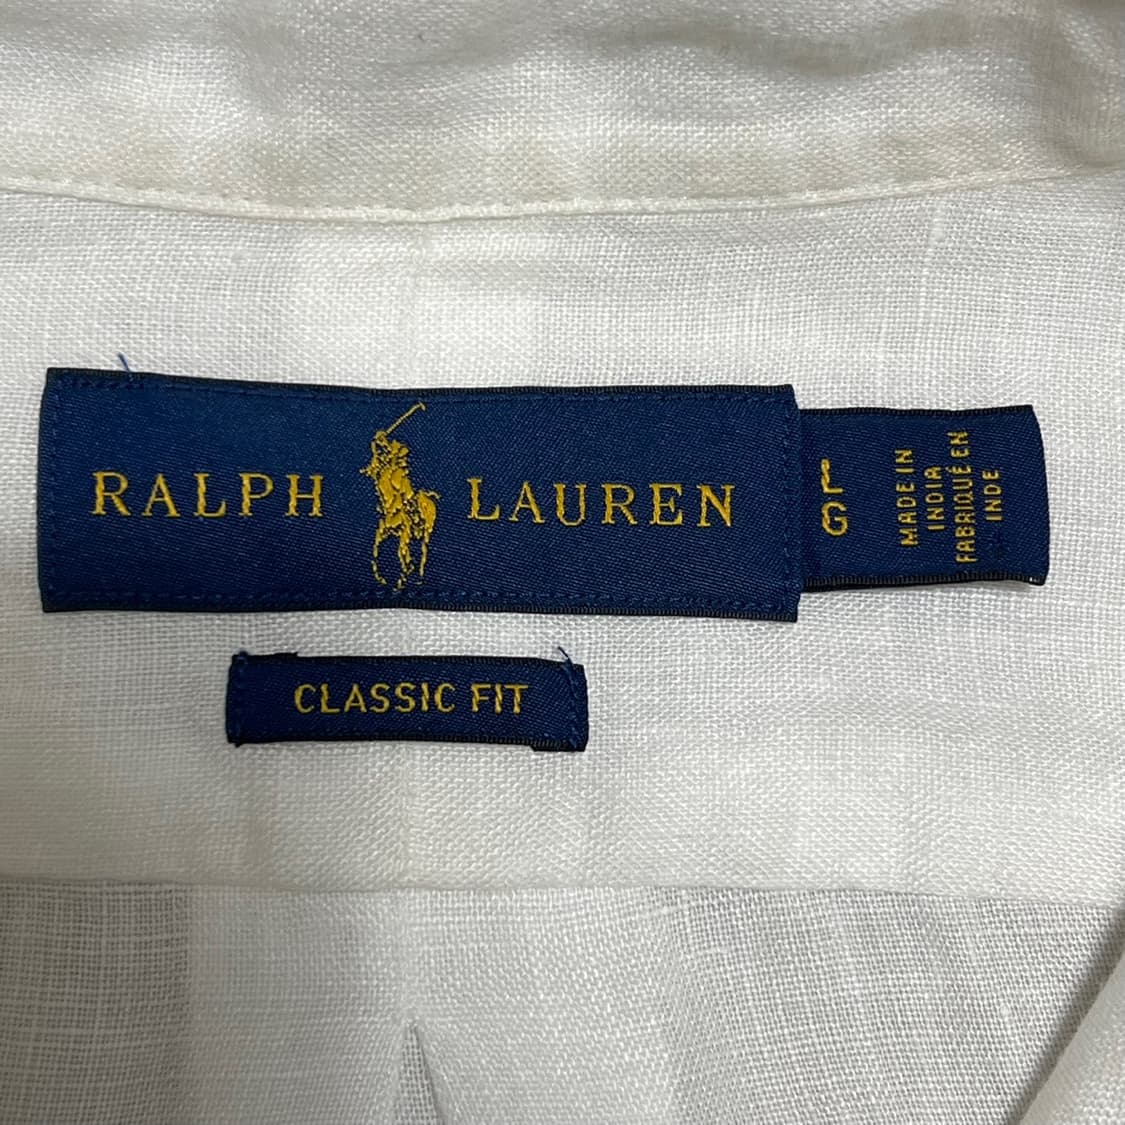 RALPH LAUREN
L
G
MADE IN
INDIA
FABRIQUÉ EN
INDE
CLASSIC FIT